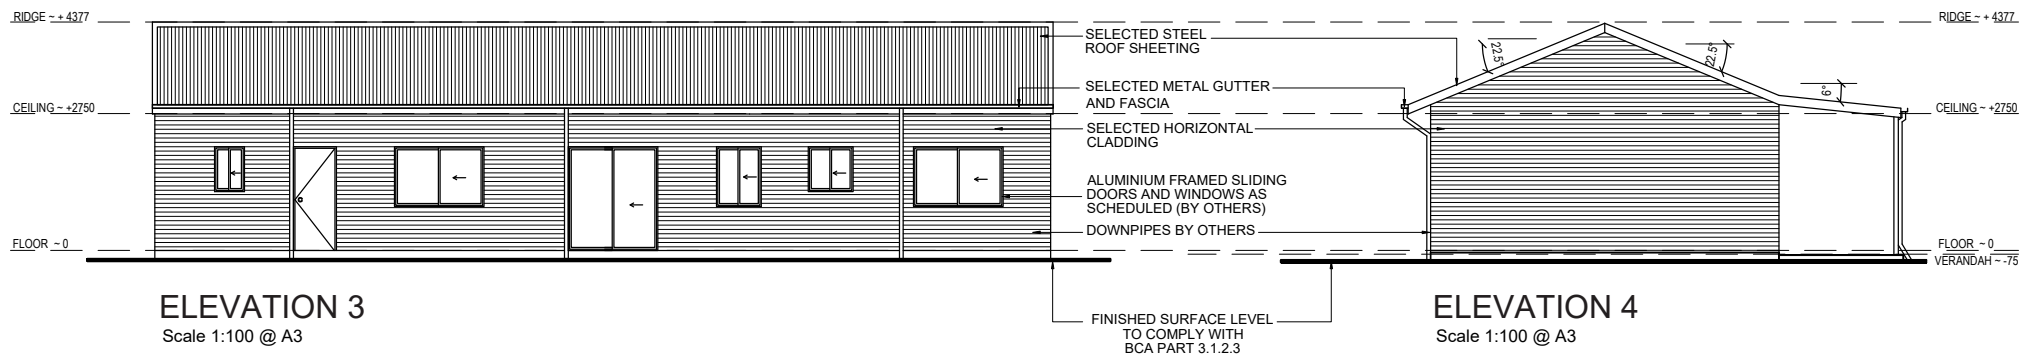 RIDGE ~ + 4377
CEILING ~ +2750
FLOOR ~ 0
SELECTED STEEL
ROOF SHEETING
SELECTED METAL GUTTER
AND FASCIA
SELECTED HORIZONTAL
CLADDING
ALUMINIUM FRAMED SLIDING
DOORS AND WINDOWS AS
SCHEDULED (BY OTHERS)
DOWNPIPES BY OTHERS
FINISHED SURFACE LEVEL
TO COMPLY WITH
BCA PART 3.1.2.3
ELEVATION 3
Scale 1:100 @ A3
22.5°
22.5°
6°
RIDGE ~ + 4377
CEILING ~ +2750
FLOOR ~ 0
VERANDAH ~ -75
ELEVATION 4
Scale 1:100 @ A3